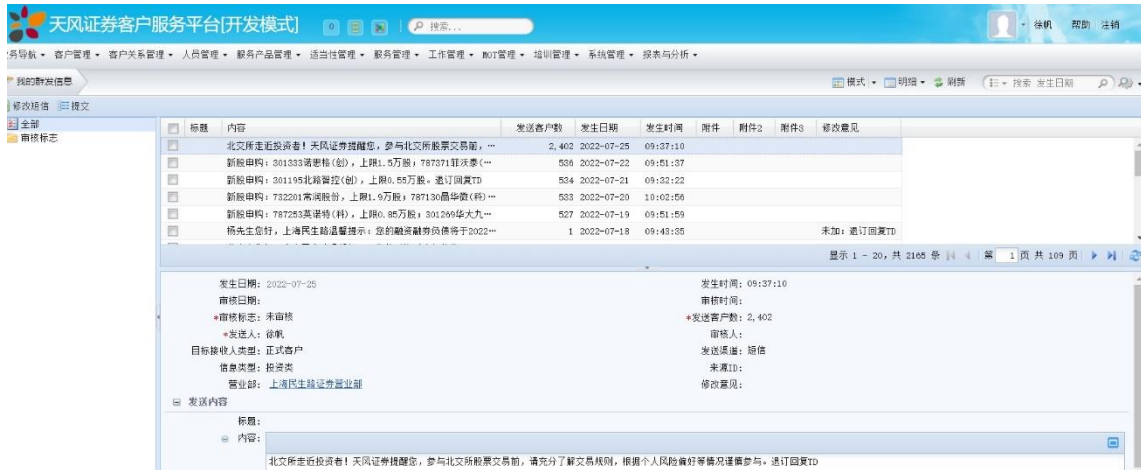 天风证券客户服务平台[开发模式] 0 搜索... 徐帆 帮助 注销
务导航 客户管理 客户关系管理 人员管理 服务产品管理 适当性管理 服务管理 工作管理 MOT管理 培训管理 系统管理 报表与分析
我的群发信息 模式 明细 刷新 搜索 发生日期
修改短信 提交
全部
审核标志
标题 内容 发送客户数 发生日期 发生时间 附件 附件2 附件3 修改意见
北交所走近投资者！天风证券提醒您，参与北交所股票交易前，… 2,402 2022-07-25 09:37:10
新股申购：301333诺思格(创)，上限1.5万股；787371菲沃泰(… 536 2022-07-22 09:51:37
新股申购：301195北路智控(创)，上限0.55万股。退订回复TD 534 2022-07-21 09:32:22
新股申购：732201常润股份，上限1.9万股；787130晶华微(科)… 533 2022-07-20 10:02:56
新股申购：787253英诺特(科)，上限0.85万股；301269华大九… 527 2022-07-19 09:51:59
杨先生您好，上海民生路温馨提示：您的融资融券负债将于2022… 1 2022-07-18 09:43:35 未加：退订回复TD
显示 1 - 20，共 2165 条 第 1 页 共 109 页
发生日期: 2022-07-25 发生时间: 09:37:10
审核日期: 审核时间:
*审核标志: 未审核 *发送客户数: 2,402
*发送人: 徐帆 审核人:
目标接收人类型: 正式客户 发送渠道: 短信
信息类型: 投资类 来源ID:
营业部: 上海民生路证券营业部 修改意见:
发送内容
标题:
内容:
北交所走近投资者！天风证券提醒您，参与北交所股票交易前，请充分了解交易规则，根据个人风险偏好等情况谨慎参与。退订回复TD